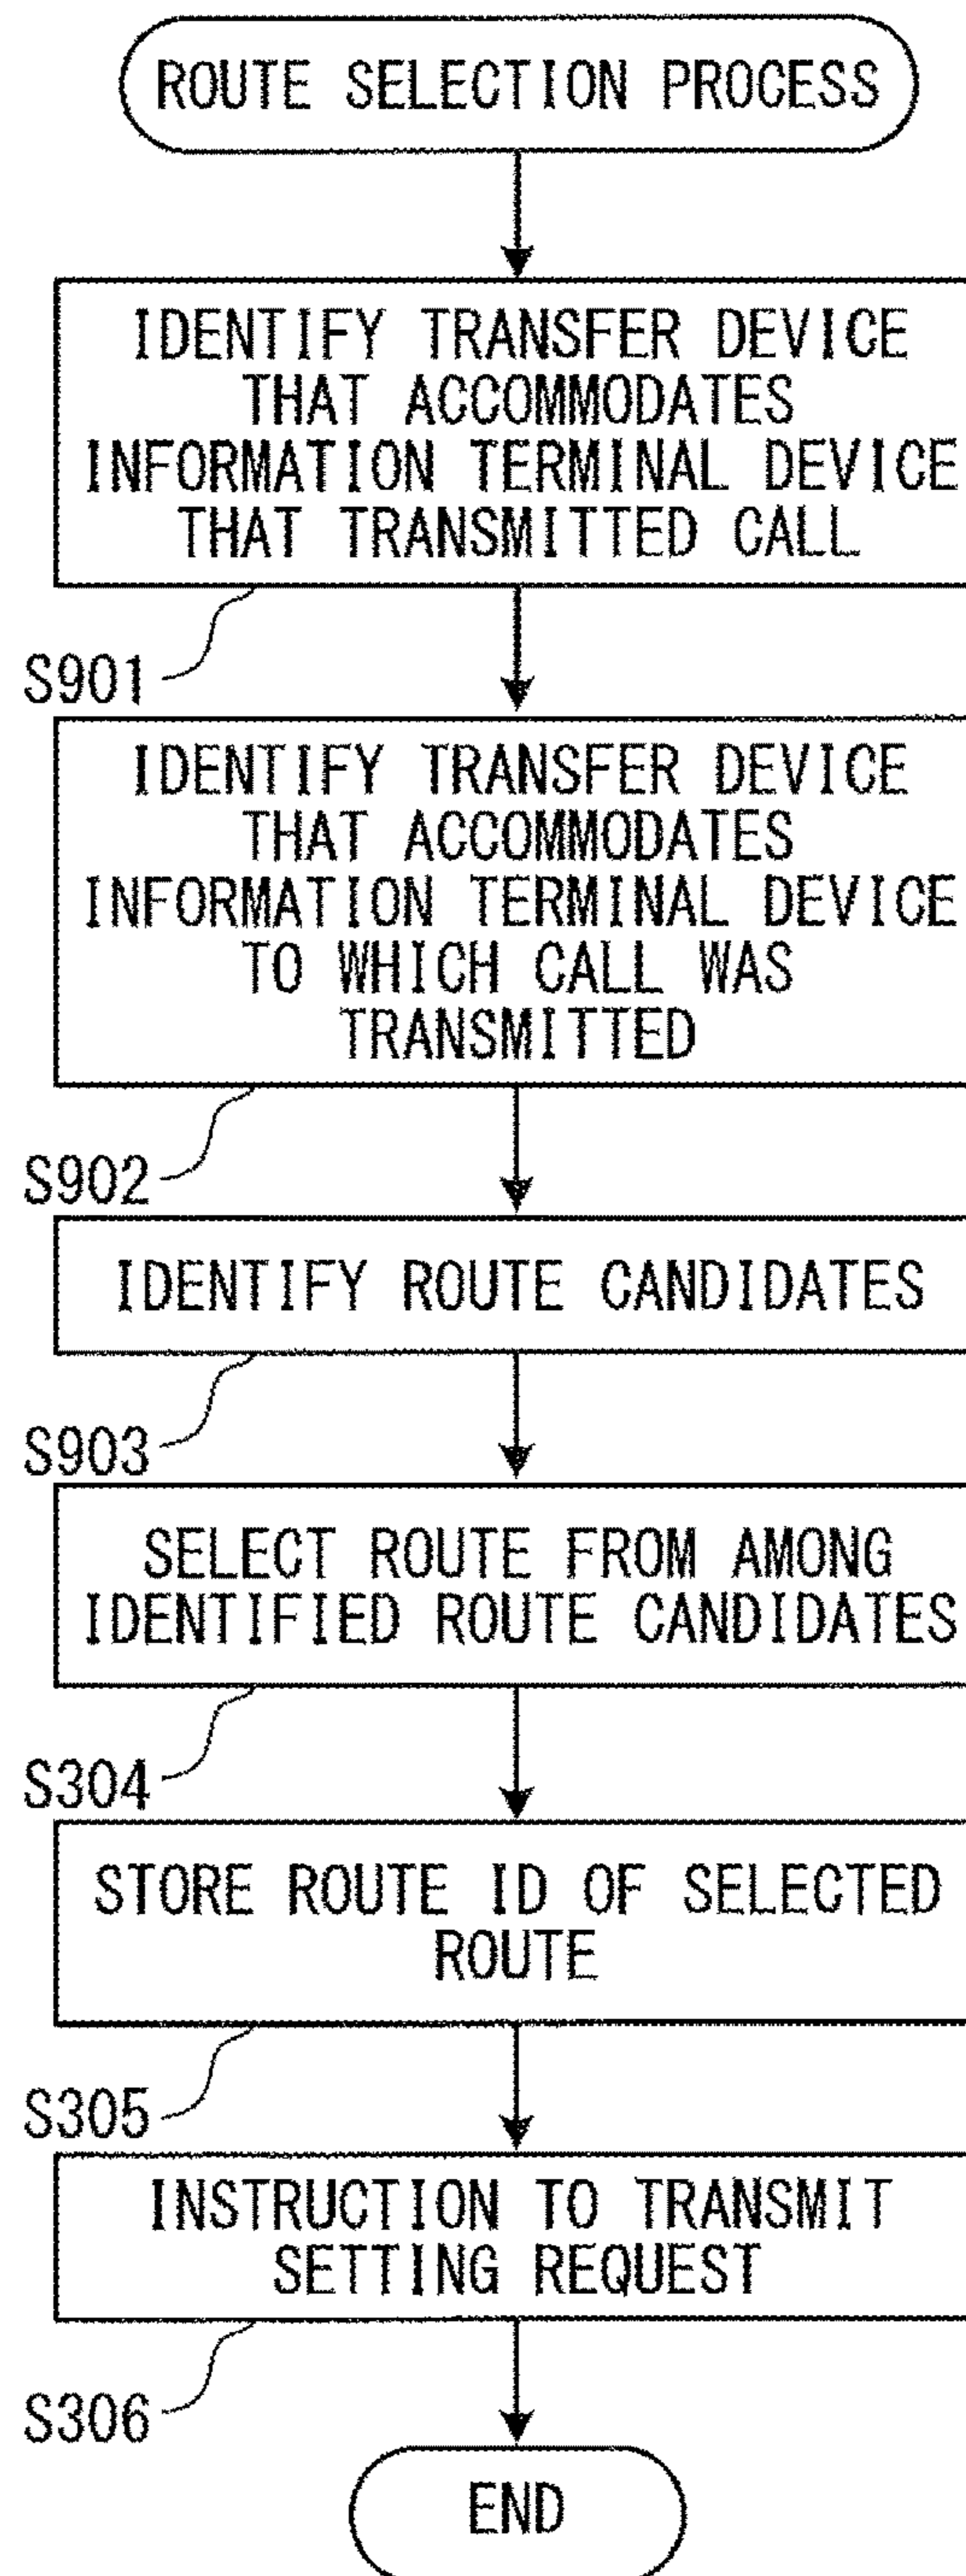 ROUTE SELECTION PROCESS
IDENTIFY TRANSFER DEVICE
THAT ACCOMMODATES
INFORMATION TERMINAL DEVICE
THAT TRANSMITTED CALL
S901
IDENTIFY TRANSFER DEVICE
THAT ACCOMMODATES
INFORMATION TERMINAL DEVICE
TO WHICH CALL WAS
TRANSMITTED
S902
IDENTIFY ROUTE CANDIDATES
S903
SELECT ROUTE FROM AMONG
IDENTIFIED ROUTE CANDIDATES
S304
STORE ROUTE ID OF SELECTED
ROUTE
S305
INSTRUCTION TO TRANSMIT
SETTING REQUEST
S306
END